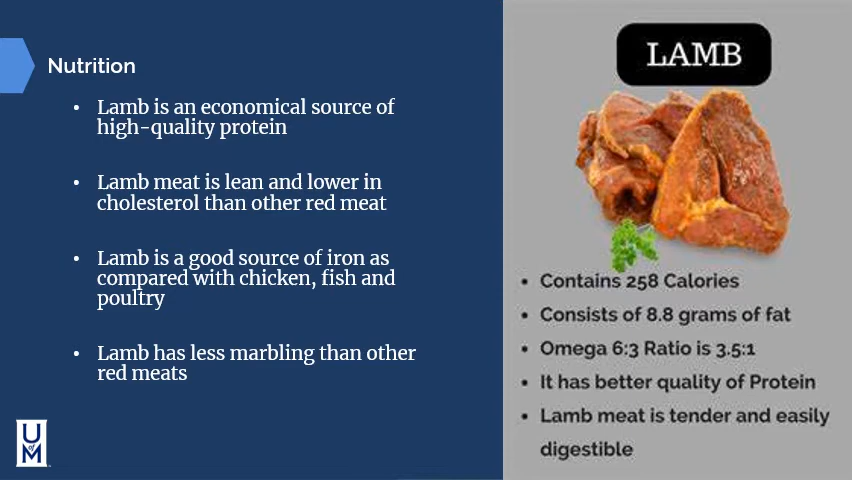 Nutrition
• Lamb is an economical source of
high-quality protein
• Lamb meat is lean and lower in
cholesterol than other red meat
• Lamb is a good source of iron as
compared with chicken, fish and
poultry
• Lamb has less marbling than other
red meats
U
of
M
LAMB
• Contains 258 Calories
• Consists of 8.8 grams of fat
• Omega 6:3 Ratio is 3.5:1
• It has better quality of Protein
• Lamb meat is tender and easily
digestible